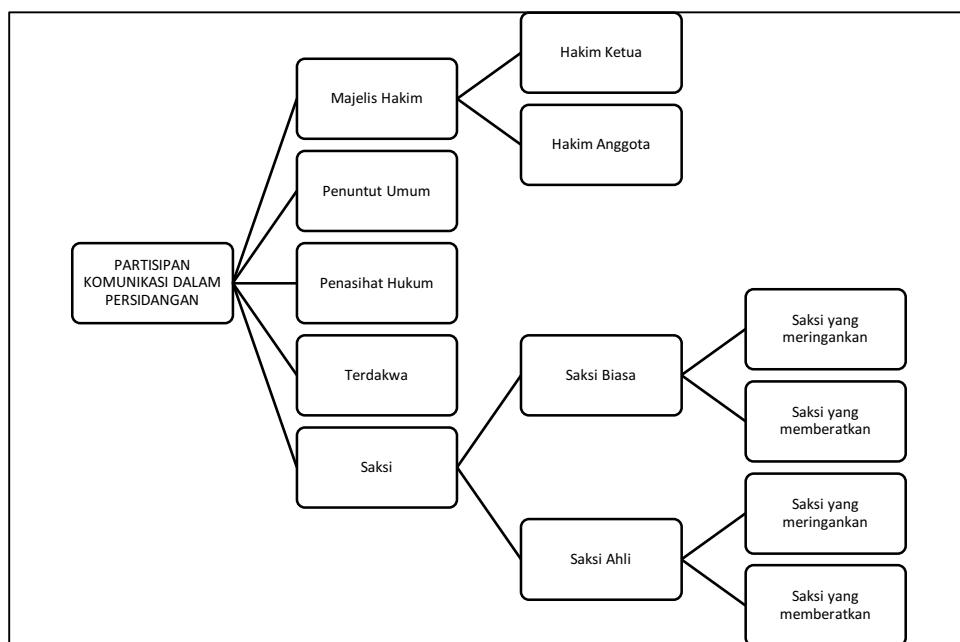 PARTISIPAN
KOMUNIKASI DALAM
PERSIDANGAN
Majelis Hakim
Hakim Ketua
Hakim Anggota
Penuntut Umum
Penasihat Hukum
Terdakwa
Saksi
Saksi Biasa
Saksi yang
meringankan
Saksi yang
memberatkan
Saksi Ahli
Saksi yang
meringankan
Saksi yang
memberatkan